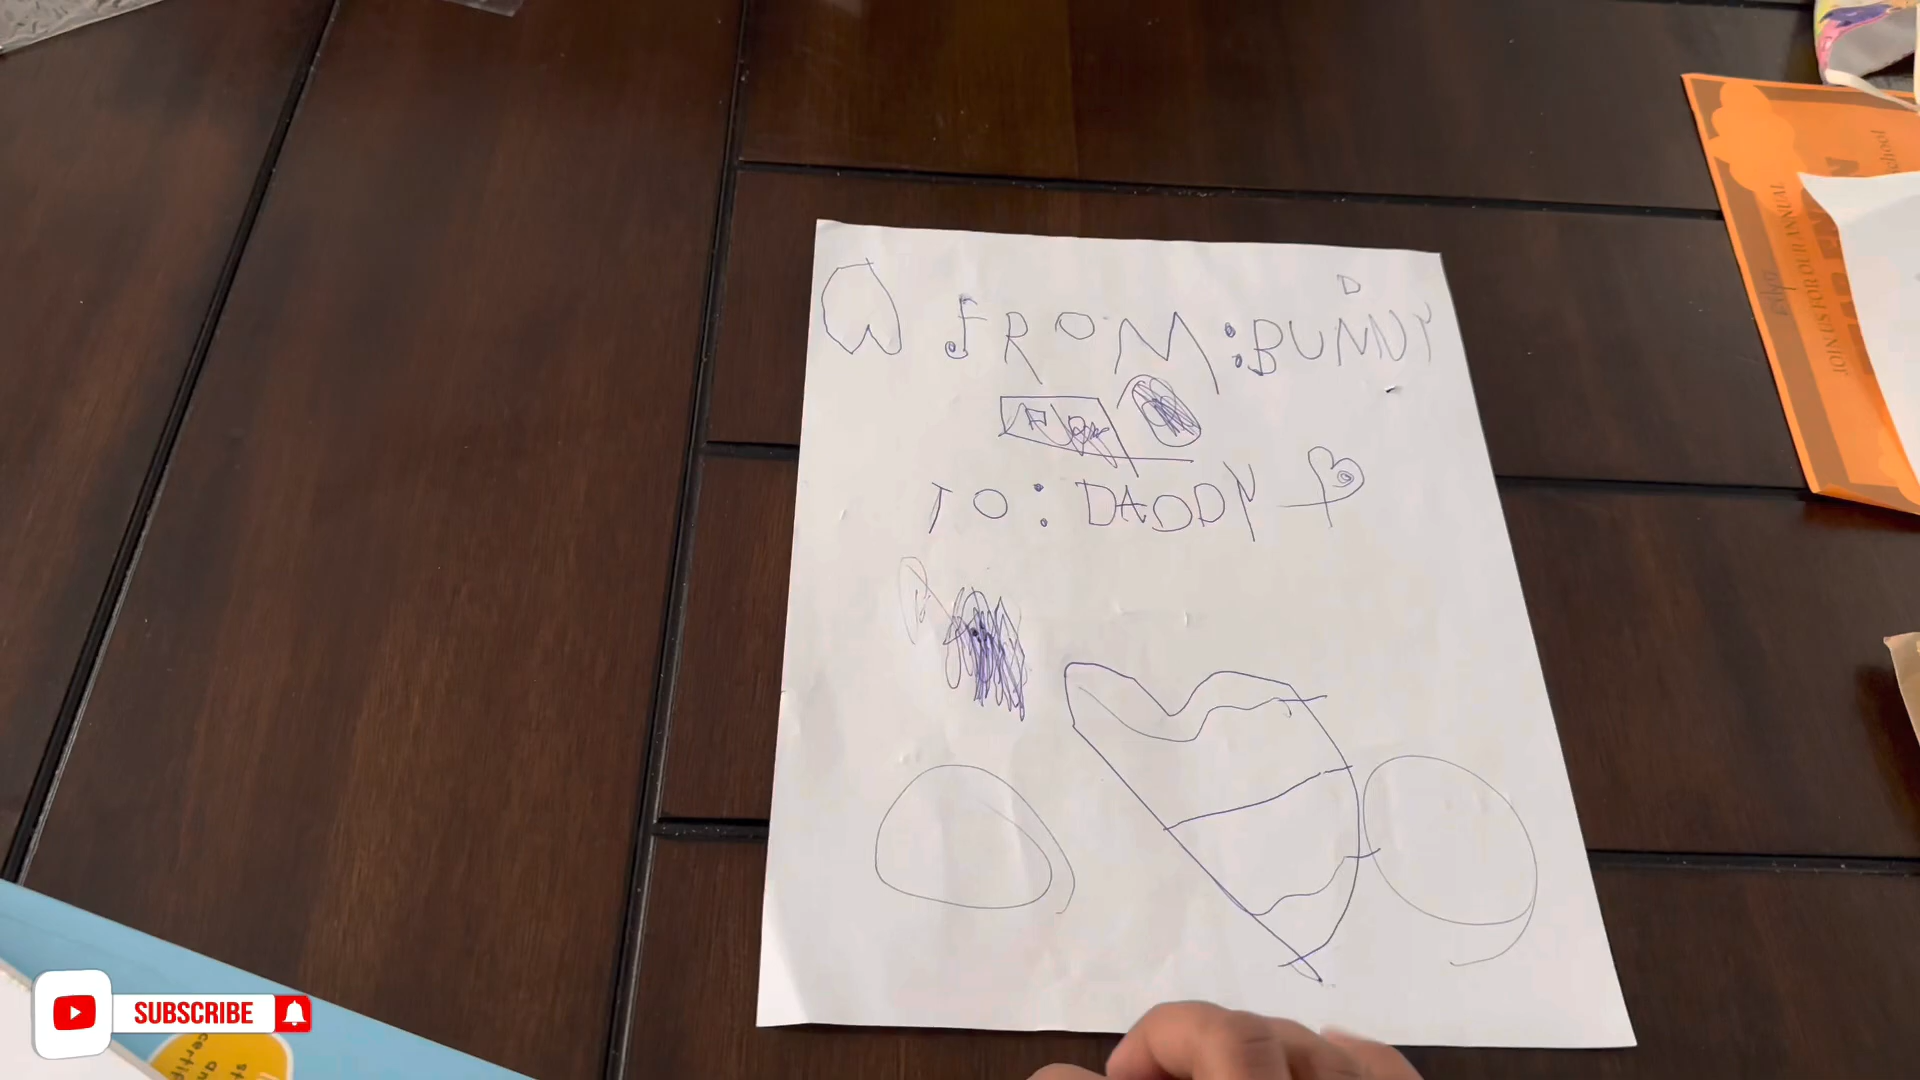 D
FROM:BUNNY
TO: DADDY
JOIN US FOR OUR ANNUAL
SUBSCRIBE